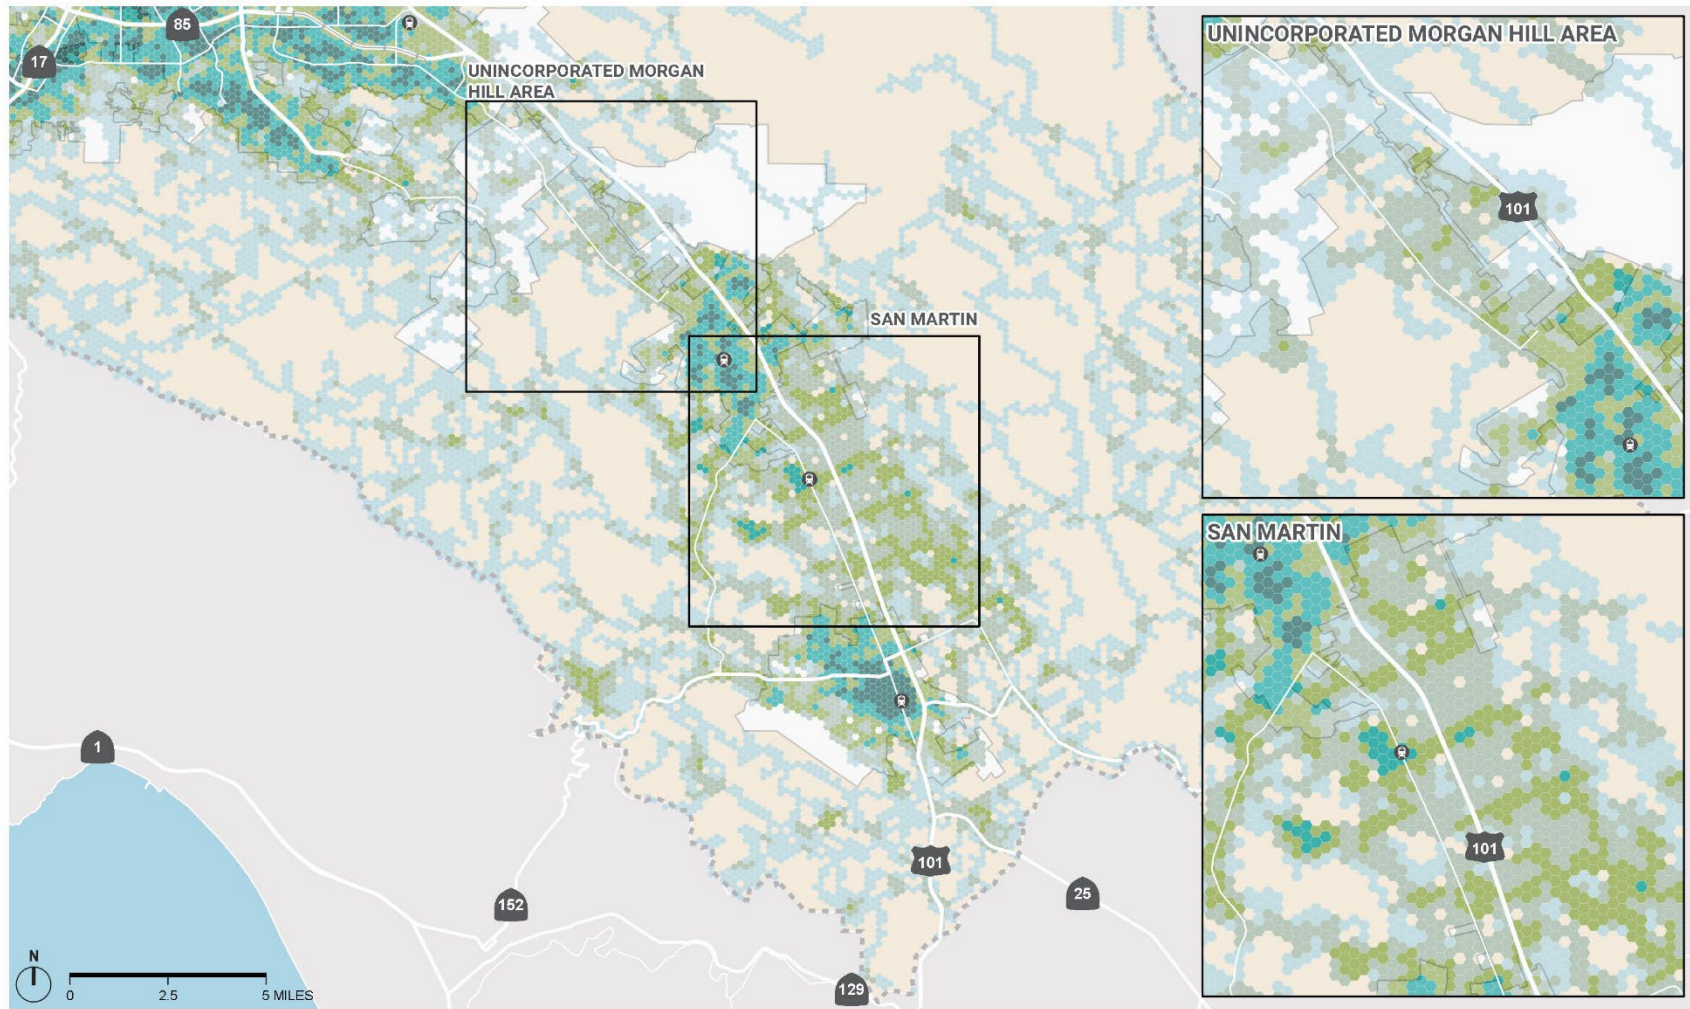 85
17
UNINCORPORATED MORGAN
HILL AREA
SAN MARTIN
1
152
101
25
129
N
0 2.5 5 MILES
UNINCORPORATED MORGAN HILL AREA
101
SAN MARTIN
101